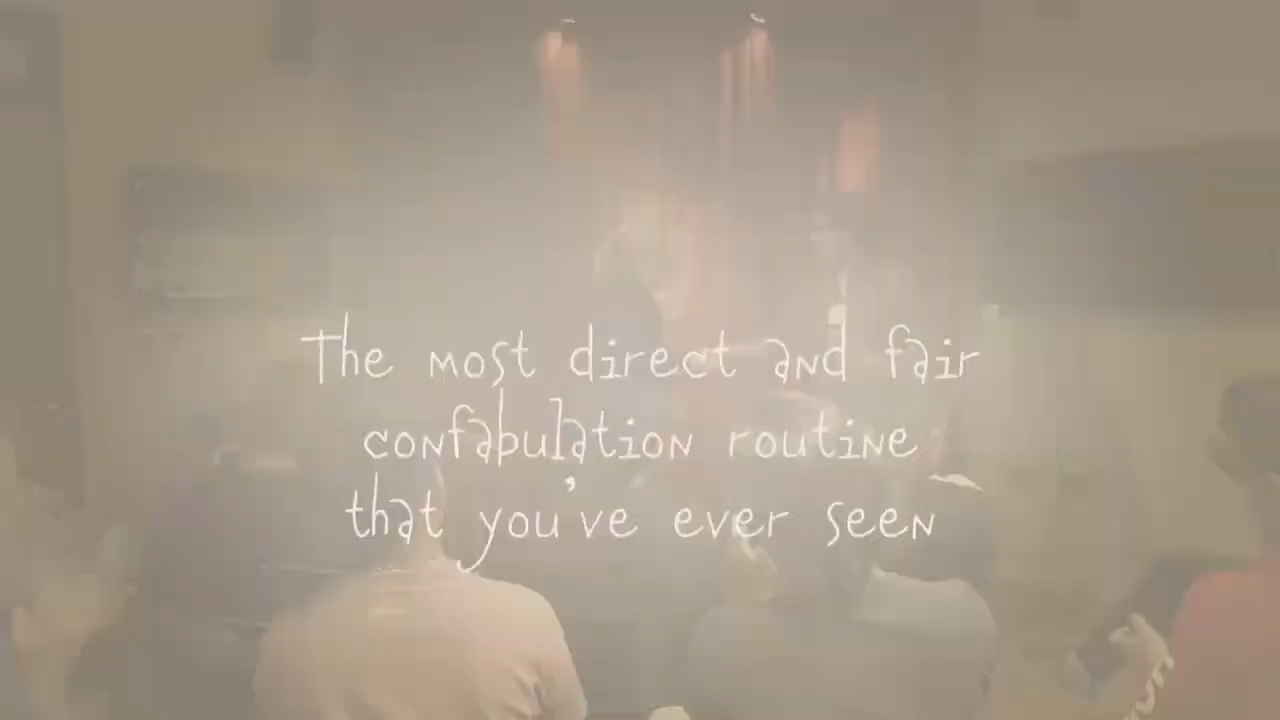 The most direct and fair
confabulation routine
that you've ever seen